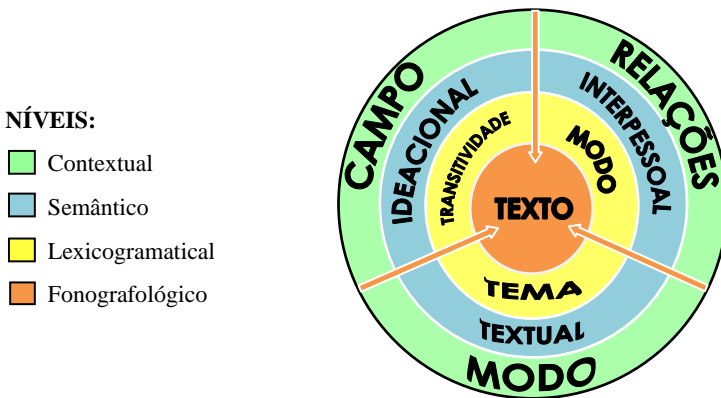 NÍVEIS:
Contextual
Semântico
Lexicogramatical
Fonografológico
CAMPO
RELAÇÕES
MODO
IDEACIONAL
INTERPESSOAL
TEXTUAL
TRANSITIVIDADE
MODO
TEMA
TEXTO